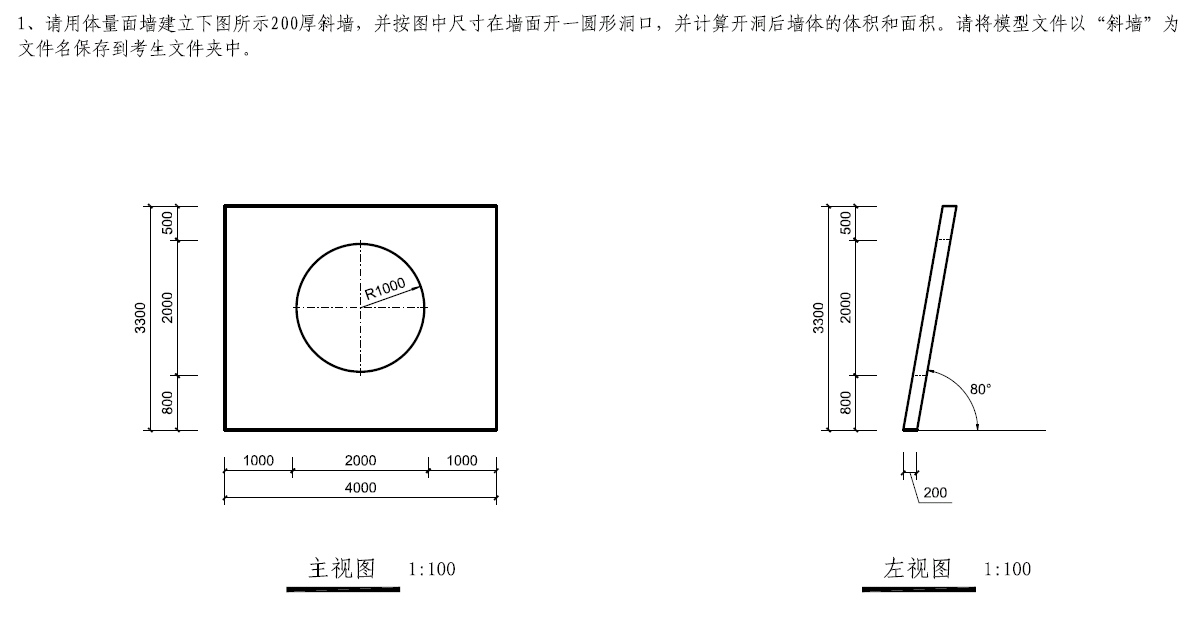 1、请用体量面墙建立下图所示200厚斜墙，并按图中尺寸在墙面开一圆形洞口，并计算开洞后墙体的体积和面积。请将模型文件以“斜墙”为
文件名保存到考生文件夹中。
500
2000
3300
800
R1000
1000 2000 1000
4000
主视图 1:100
500
2000
3300
800
80°
200
左视图 1:100